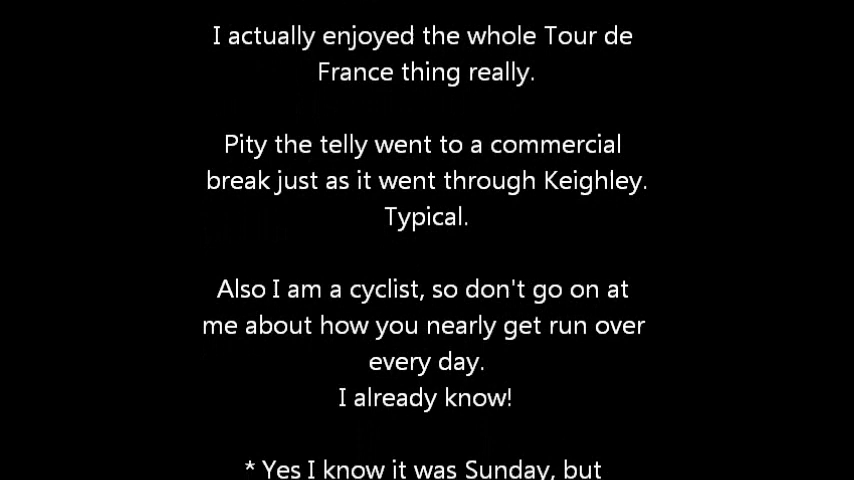 I actually enjoyed the whole Tour de
France thing really.
Pity the telly went to a commercial
break just as it went through Keighley.
Typical.
Also I am a cyclist, so don't go on at
me about how you nearly get run over
every day.
I already know!
* Yes I know it was Sunday, but